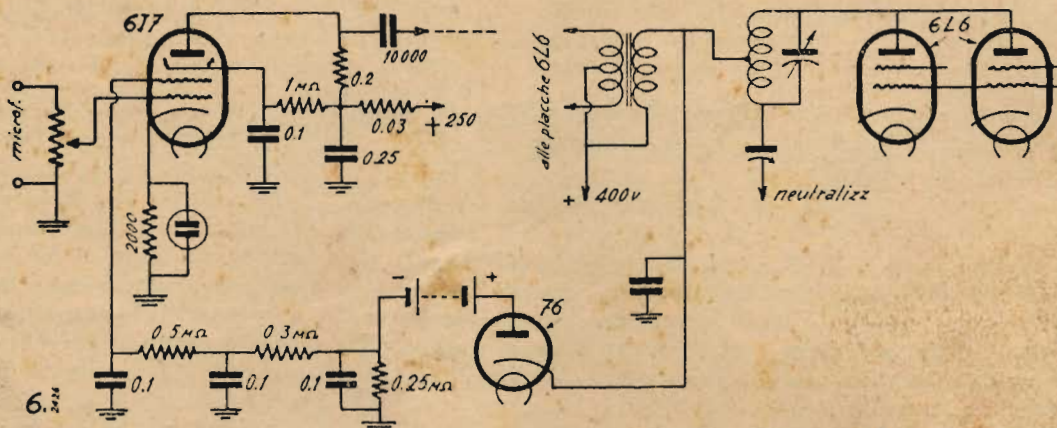 6J7
10000
microf.
1MΩ
0.2
0.1
0.03
+ 250
0.25
2000
alle placche 6L6
+ 400v
6L6
neutralizz
- +
76
0.5MΩ
0.3MΩ
0.1
0.1
0.1
0.25MΩ
6.